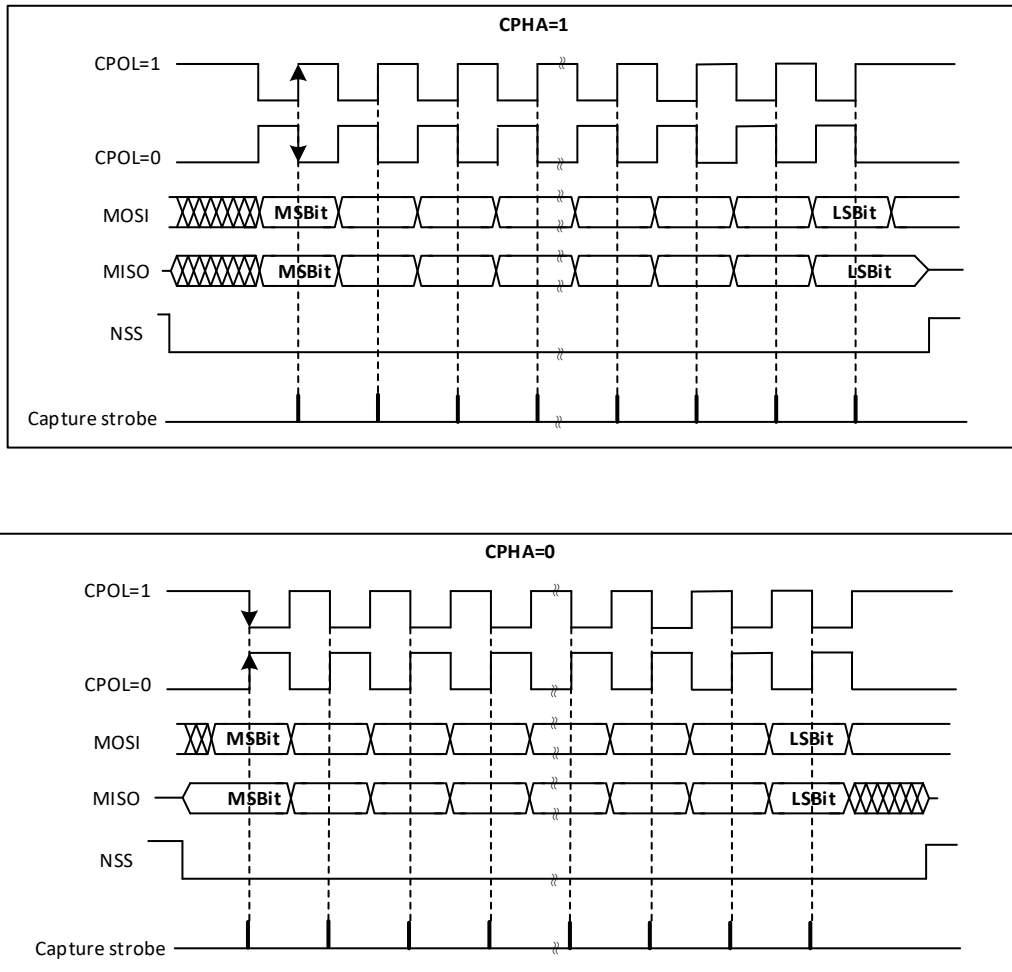 CPHA=1
CPOL=1
CPOL=0
MOSI MSBit LSBit
MISO MSBit LSBit
NSS
Capture strobe
CPHA=0
CPOL=1
CPOL=0
MOSI MSBit LSBit
MISO MSBit LSBit
NSS
Capture strobe